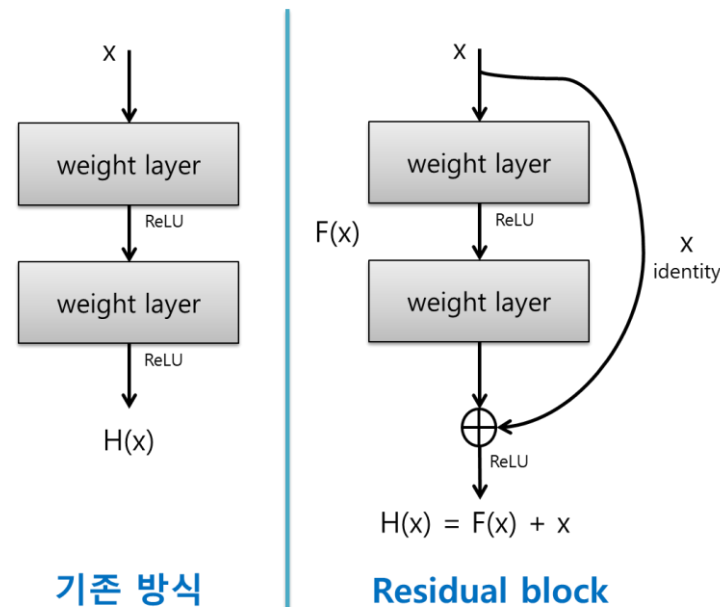 x
weight layer
ReLU
weight layer
ReLU
H(x)
기존 방식
x
weight layer
F(x)
ReLU
x
identity
weight layer
ReLU
H(x) = F(x) + x
Residual block